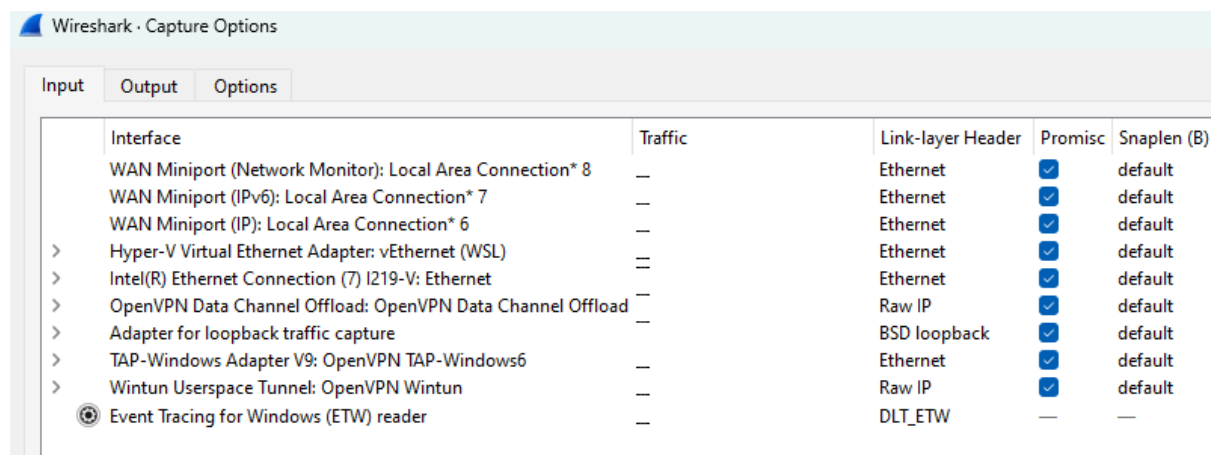 Wireshark · Capture Options
Input Output Options
Interface Traffic Link-layer Header Promisc Snaplen (B)
WAN Miniport (Network Monitor): Local Area Connection* 8 Ethernet default
WAN Miniport (IPv6): Local Area Connection* 7 Ethernet default
WAN Miniport (IP): Local Area Connection* 6 Ethernet default
Hyper-V Virtual Ethernet Adapter: vEthernet (WSL) Ethernet default
Intel(R) Ethernet Connection (7) I219-V: Ethernet Ethernet default
OpenVPN Data Channel Offload: OpenVPN Data Channel Offload Raw IP default
Adapter for loopback traffic capture BSD loopback default
TAP-Windows Adapter V9: OpenVPN TAP-Windows6 Ethernet default
Wintun Userspace Tunnel: OpenVPN Wintun Raw IP default
Event Tracing for Windows (ETW) reader DLT_ETW — —